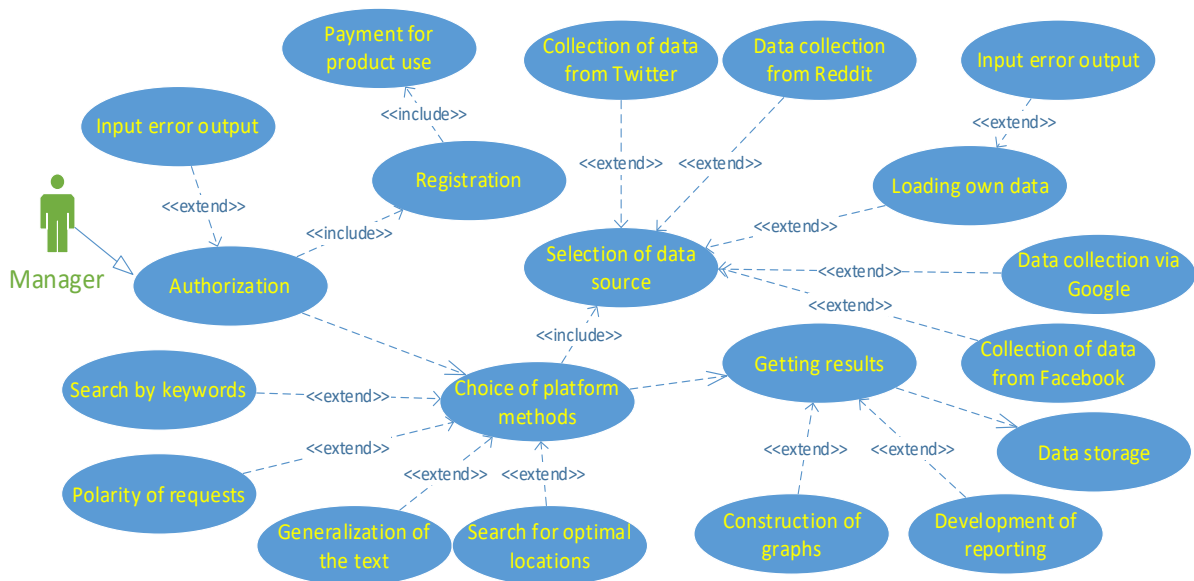 Payment for
product use
Collection of data
from Twitter
Data collection
from Reddit
Input error output
<<include>>
<<extend>>
Input error output
Registration
<<extend>>
<<extend>>
Loading own data
<<extend>>
<<include>>
<<extend>>
Manager
Authorization
Selection of data
source
<<extend>>
Data collection via
Google
<<extend>>
<<include>>
Collection of data
from Facebook
Getting results
Search by keywords
<<extend>>
Choice of platform
methods
<<extend>>
Polarity of requests
<<extend>>
<<extend>>
<<extend>>
<<extend>>
Data storage
Generalization of
the text
Search for optimal
locations
Construction of
graphs
Development of
reporting